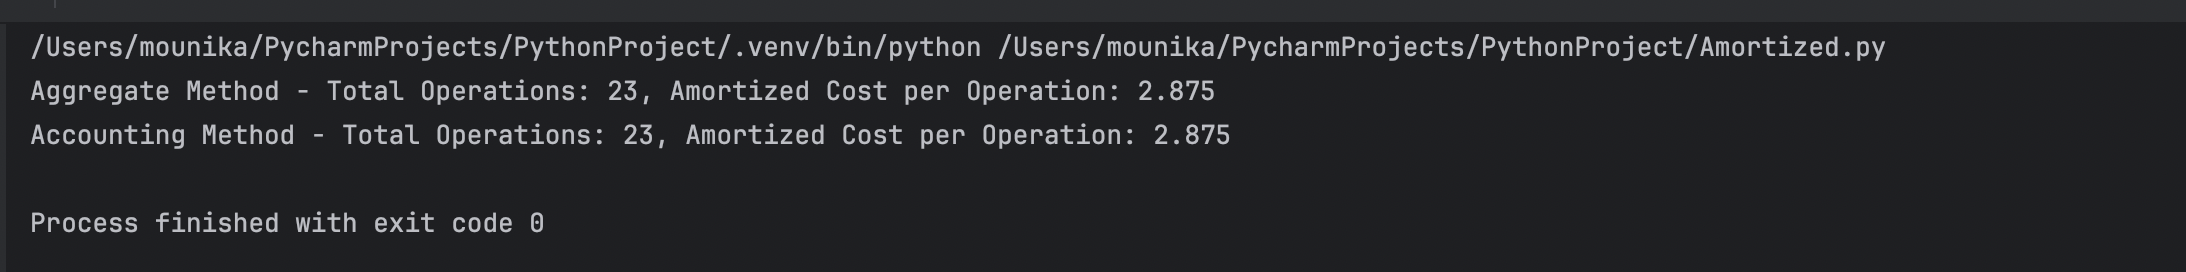 /Users/mounika/PycharmProjects/PythonProject/.venv/bin/python /Users/mounika/PycharmProjects/PythonProject/Amortized.py
Aggregate Method - Total Operations: 23, Amortized Cost per Operation: 2.875
Accounting Method - Total Operations: 23, Amortized Cost per Operation: 2.875
Process finished with exit code 0